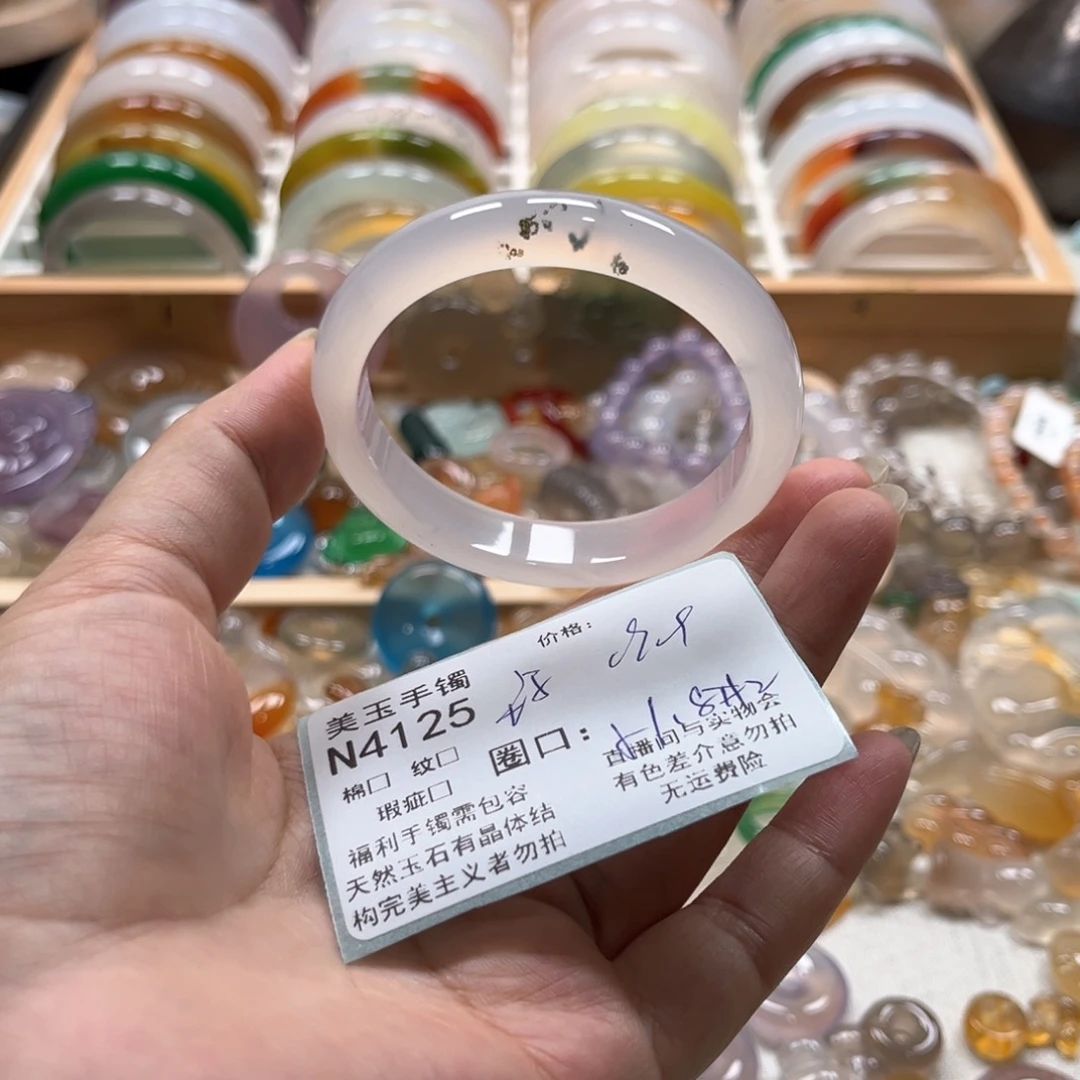 价格:
美玉手镯
N4125
圈口:
棉□ 纹□
瑕疵□
直播间与实物会
有色差介意勿拍
无运费险
福利手镯需包容
天然玉石有晶体结
构完美主义者勿拍